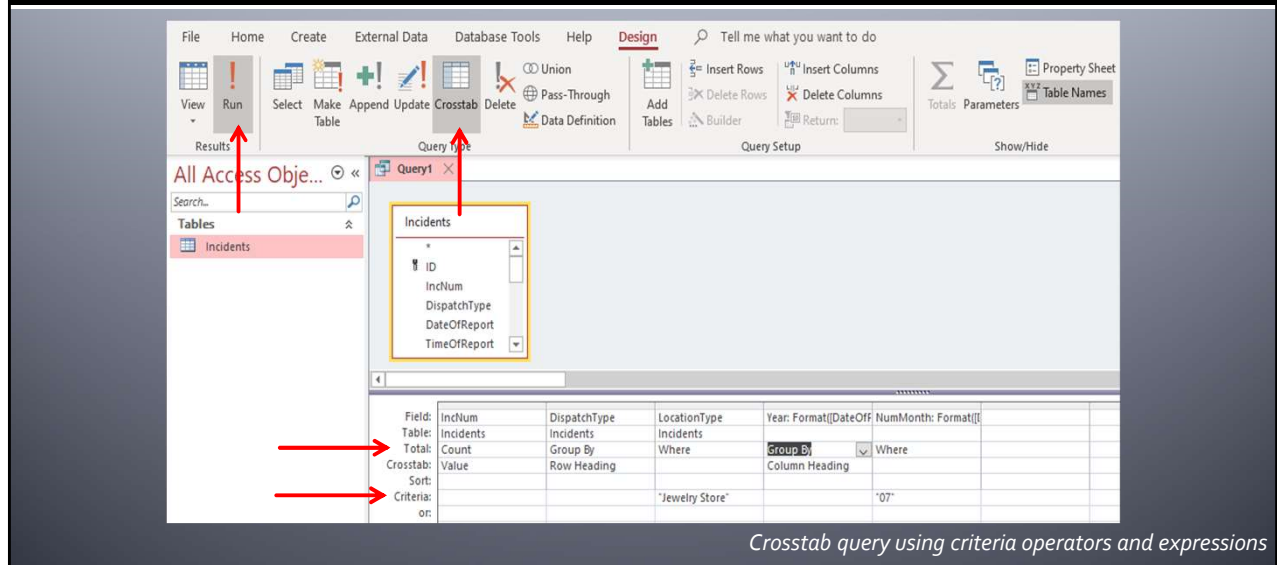 File Home Create External Data Database Tools Help Design Tell me what you want to do
View Run Select Make Table Append Update Crosstab Delete Union Pass-Through Data Definition Add Tables Insert Rows Delete Rows Builder Insert Columns Delete Columns Return: Totals Parameters Property Sheet Table Names
Results Query Type Query Setup Show/Hide
All Access Obje...
Search...
Tables
Incidents
Query1
Incidents
*
ID
IncNum
DispatchType
DateOfReport
TimeOfReport
Field: IncNum DispatchType LocationType Year: Format([DateOfF NumMonth: Format([
Table: Incidents Incidents Incidents
Total: Count Group By Where Group By Where
Crosstab: Value Row Heading Column Heading
Sort:
Criteria: "Jewelry Store" "07"
or:
Crosstab query using criteria operators and expressions